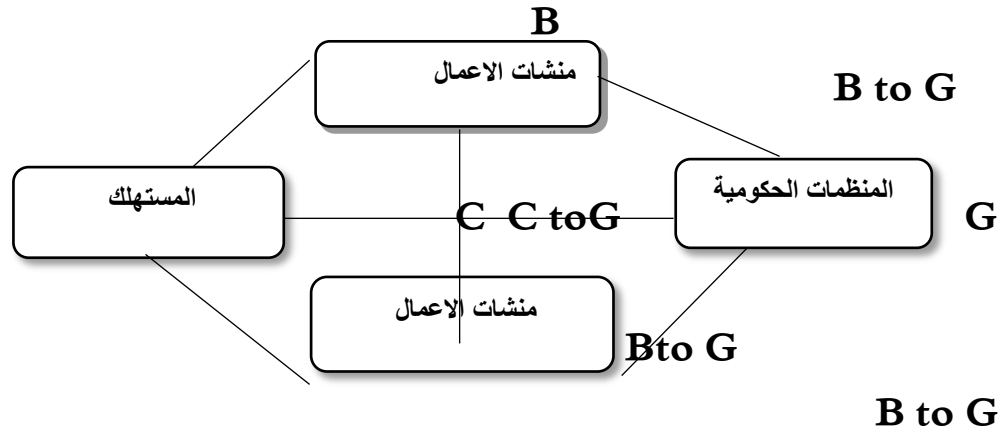 B
منشات الاعمال
B to G
المنظمات الحكومية
المستهلك
C C toG
G
منشات الاعمال
Bto G
B to G